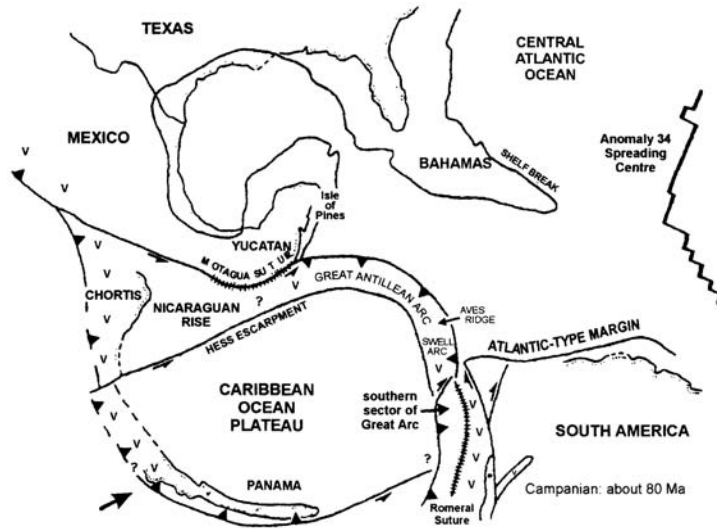 TEXAS
CENTRAL
ATLANTIC
OCEAN
MEXICO
Anomaly 34
Spreading
Centre
BAHAMAS
SHELF BREAK
Isle
of
Pines
YUCATAN
MOTAGUA SUTURE
GREAT ANTILLEAN ARC
CHORTIS
NICARAGUAN
RISE
?
HESS ESCARPMENT
AVES
RIDGE
SWELL
ARC
ATLANTIC-TYPE MARGIN
CARIBBEAN
OCEAN
PLATEAU
southern
sector of
Great Arc
SOUTH AMERICA
?
?
PANAMA
Campanian: about 80 Ma
Romeral
Suture
V V V V V V V V V V V V V V V V V V